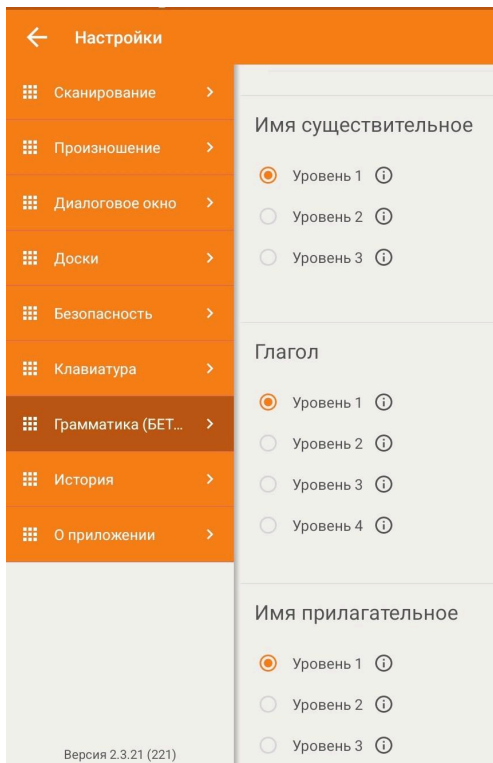 Настройки
Сканирование
Произношение
Диалоговое окно
Доски
Безопасность
Клавиатура
Грамматика (БЕТ...
История
О приложении
Версия 2.3.21 (221)
Имя существительное
Уровень 1
Уровень 2
Уровень 3
Глагол
Уровень 1
Уровень 2
Уровень 3
Уровень 4
Имя прилагательное
Уровень 1
Уровень 2
Уровень 3